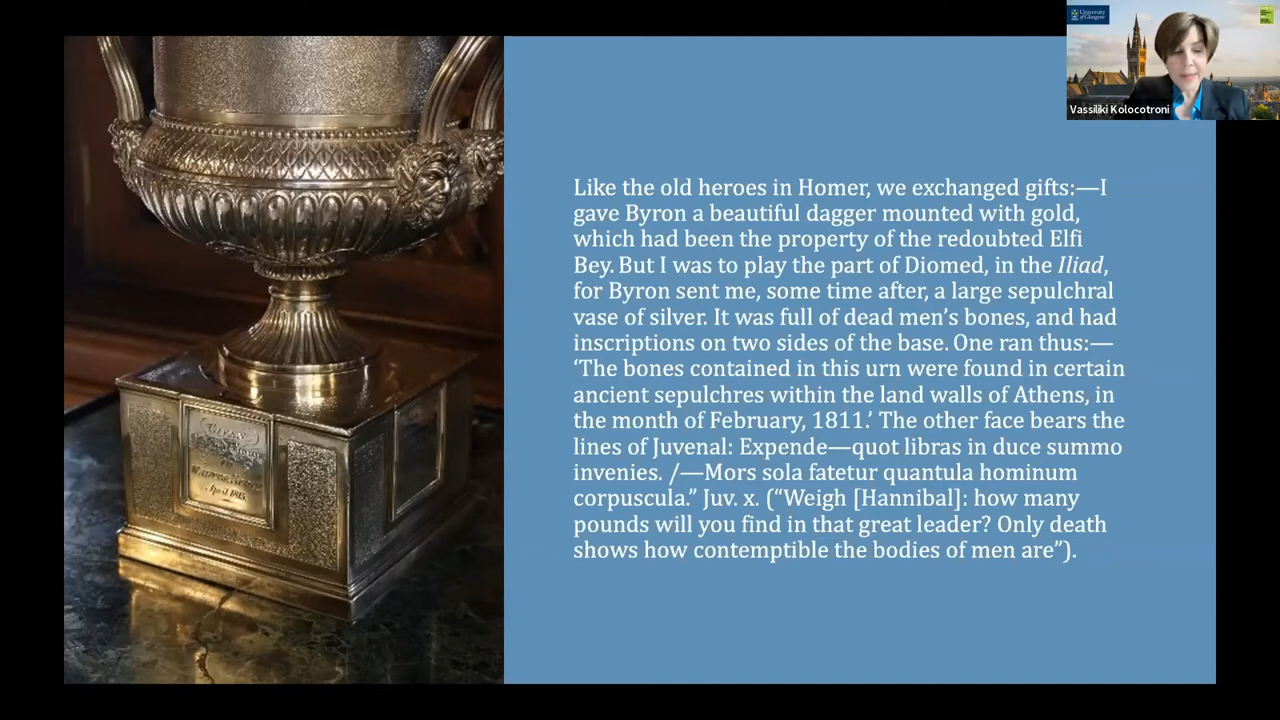 University
of Glasgow
Vassiliki Kolocotroni
Like the old heroes in Homer, we exchanged gifts:—I
gave Byron a beautiful dagger mounted with gold,
which had been the property of the redoubted Elfi
Bey. But I was to play the part of Diomed, in the Iliad,
for Byron sent me, some time after, a large sepulchral
vase of silver. It was full of dead men’s bones, and had
inscriptions on two sides of the base. One ran thus:—
‘The bones contained in this urn were found in certain
ancient sepulchres within the land walls of Athens, in
the month of February, 1811.’ The other face bears the
lines of Juvenal: Expende—quot libras in duce summo
invenies. /—Mors sola fatetur quantula hominum
corpuscula.” Juv. x. (“Weigh [Hannibal]: how many
pounds will you find in that great leader? Only death
shows how contemptible the bodies of men are”).
April 1815